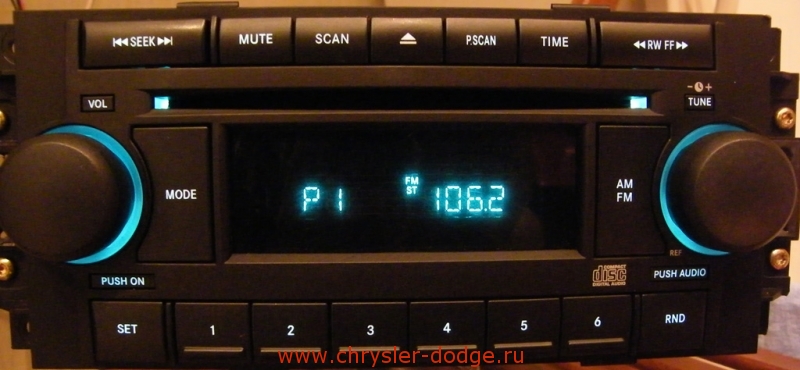 SEEK
MUTE
SCAN
P.SCAN
TIME
RW FF
VOL
- +
TUNE
MODE
P1
FM
ST
106.2
AM
FM
REF
PUSH ON
COMPACT
disc
DIGITAL AUDIO
PUSH AUDIO
SET
1
2
3
4
5
6
RND
www.chrysler-dodge.ru